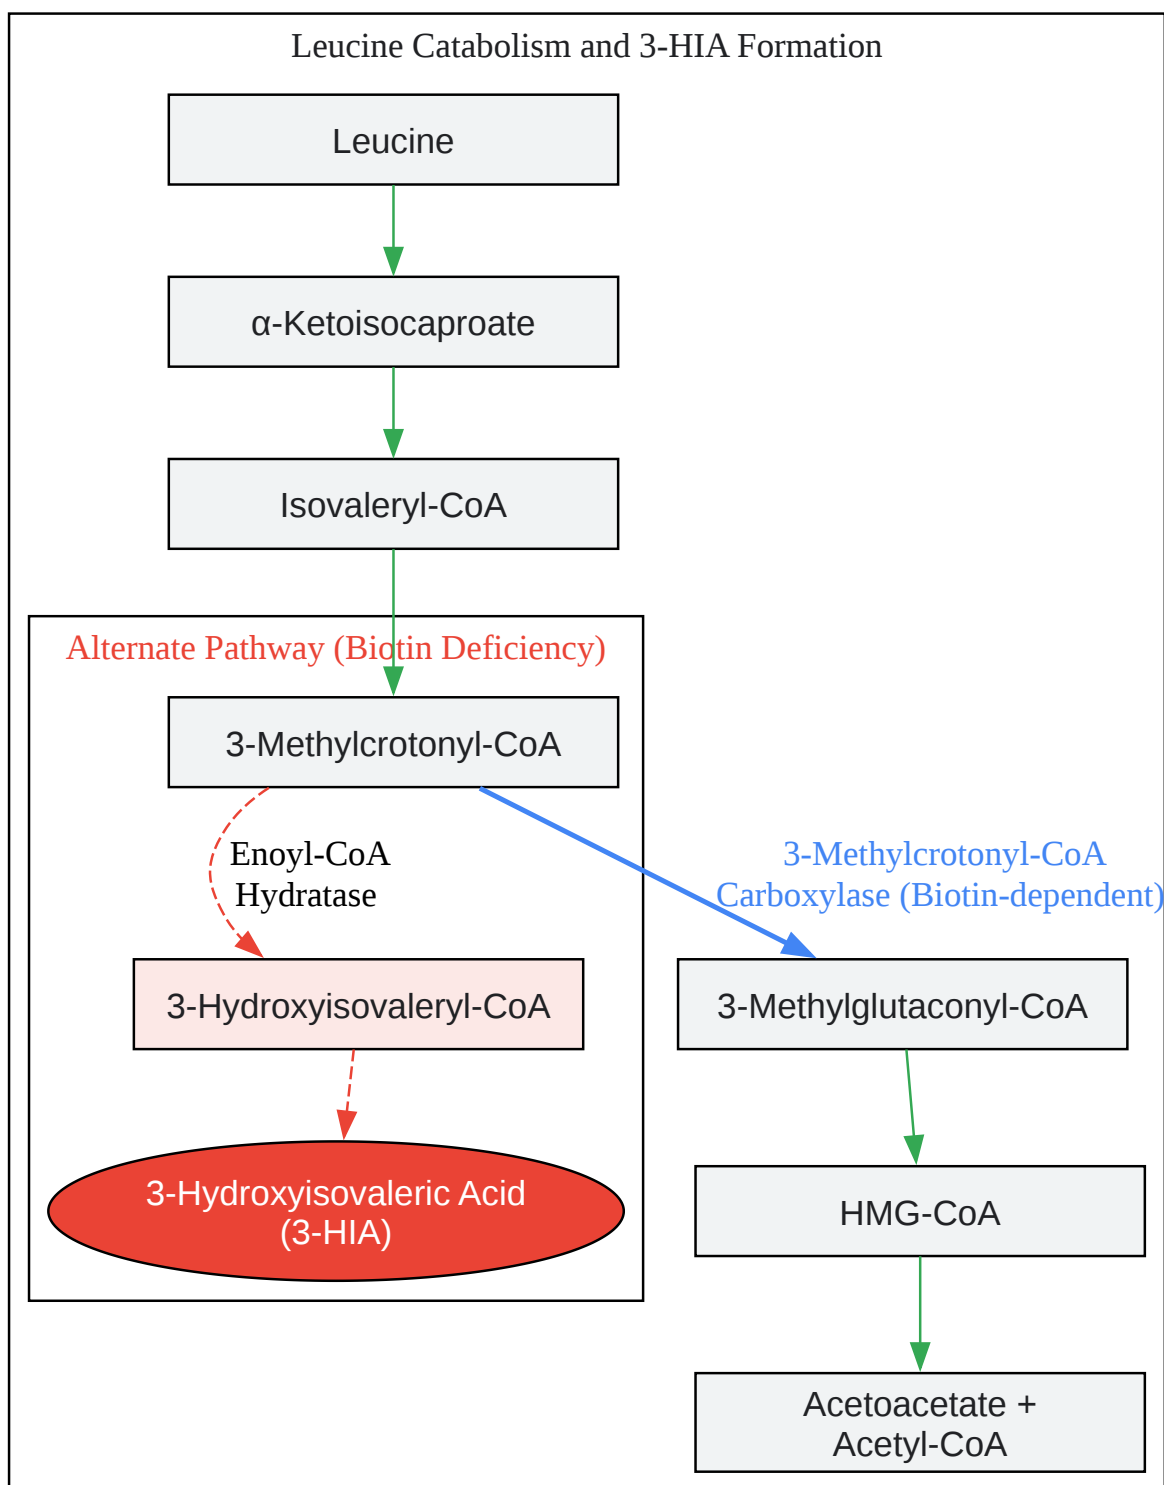 Leucine Catabolism and 3-HIA Formation
Leucine
α-Ketoisocaproate
Isovaleryl-CoA
Alternate Pathway (Biotin Deficiency)
3-Methylcrotonyl-CoA
Enoyl-CoA
Hydratase
3-Methylcrotonyl-CoA
Carboxylase (Biotin-dependent)
3-Hydroxyisovaleryl-CoA
3-Methylglutaconyl-CoA
3-Hydroxyisovaleric Acid
(3-HIA)
HMG-CoA
Acetoacetate +
Acetyl-CoA